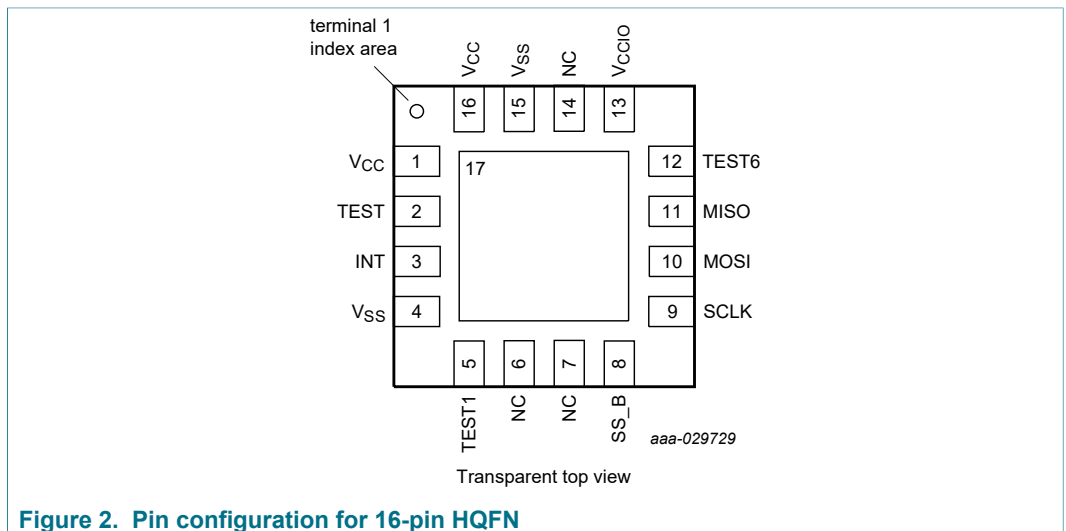 terminal 1
index area
VCC
VSS
NC
VCCIO
16
15
14
13
VCC
1
17
12
TEST6
TEST
2
11
MISO
INT
3
10
MOSI
VSS
4
9
SCLK
5
6
7
8
TEST1
NC
NC
SS_B
aaa-029729
Transparent top view
Figure 2. Pin configuration for 16-pin HQFN